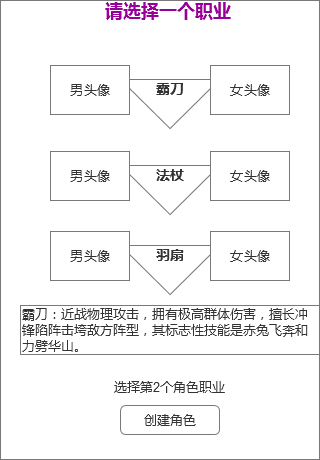 请选择一个职业
男头像 霸刀 女头像
男头像 法杖 女头像
男头像 羽扇 女头像
霸刀：近战物理攻击，拥有极高群体伤害，擅长冲
锋陷阵击垮敌方阵型，其标志性技能是赤兔飞奔和
力劈华山。
选择第2个角色职业
创建角色